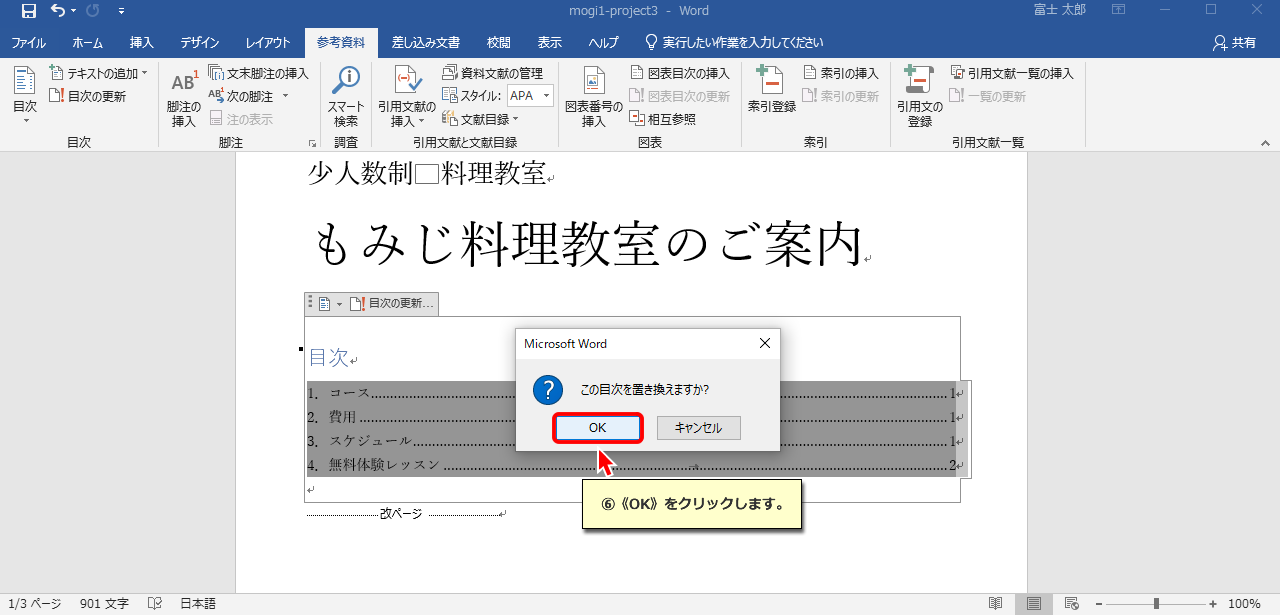 mogi1-project3 - Word
富士 太郎
ファイル ホーム 挿入 デザイン レイアウト 参考資料 差し込み文書 校閲 表示 ヘルプ 実行したい作業を入力してください 共有
目次
テキストの追加
目次の更新
目次
AB1
脚注の
挿入
文末脚注の挿入
次の脚注
注の表示
脚注
スマート
検索
調査
引用文献の
挿入
資料文献の管理
スタイル: APA
文献目録
引用文献と文献目録
図表番号の
挿入
図表目次の挿入
図表目次の更新
相互参照
図表
索引登録
索引の挿入
索引の更新
索引
引用文の
登録
引用文献一覧の挿入
一覧の更新
引用文献一覧
少人数制□料理教室
もみじ料理教室のご案内
目次の更新...
目次
1. コース 1
2. 費用 1
3. スケジュール 1
4. 無料体験レッスン 2
改ページ
Microsoft Word
この目次を置き換えますか?
OK キャンセル
⑥《OK》をクリックします。
1/3 ページ 901 文字 日本語 100%